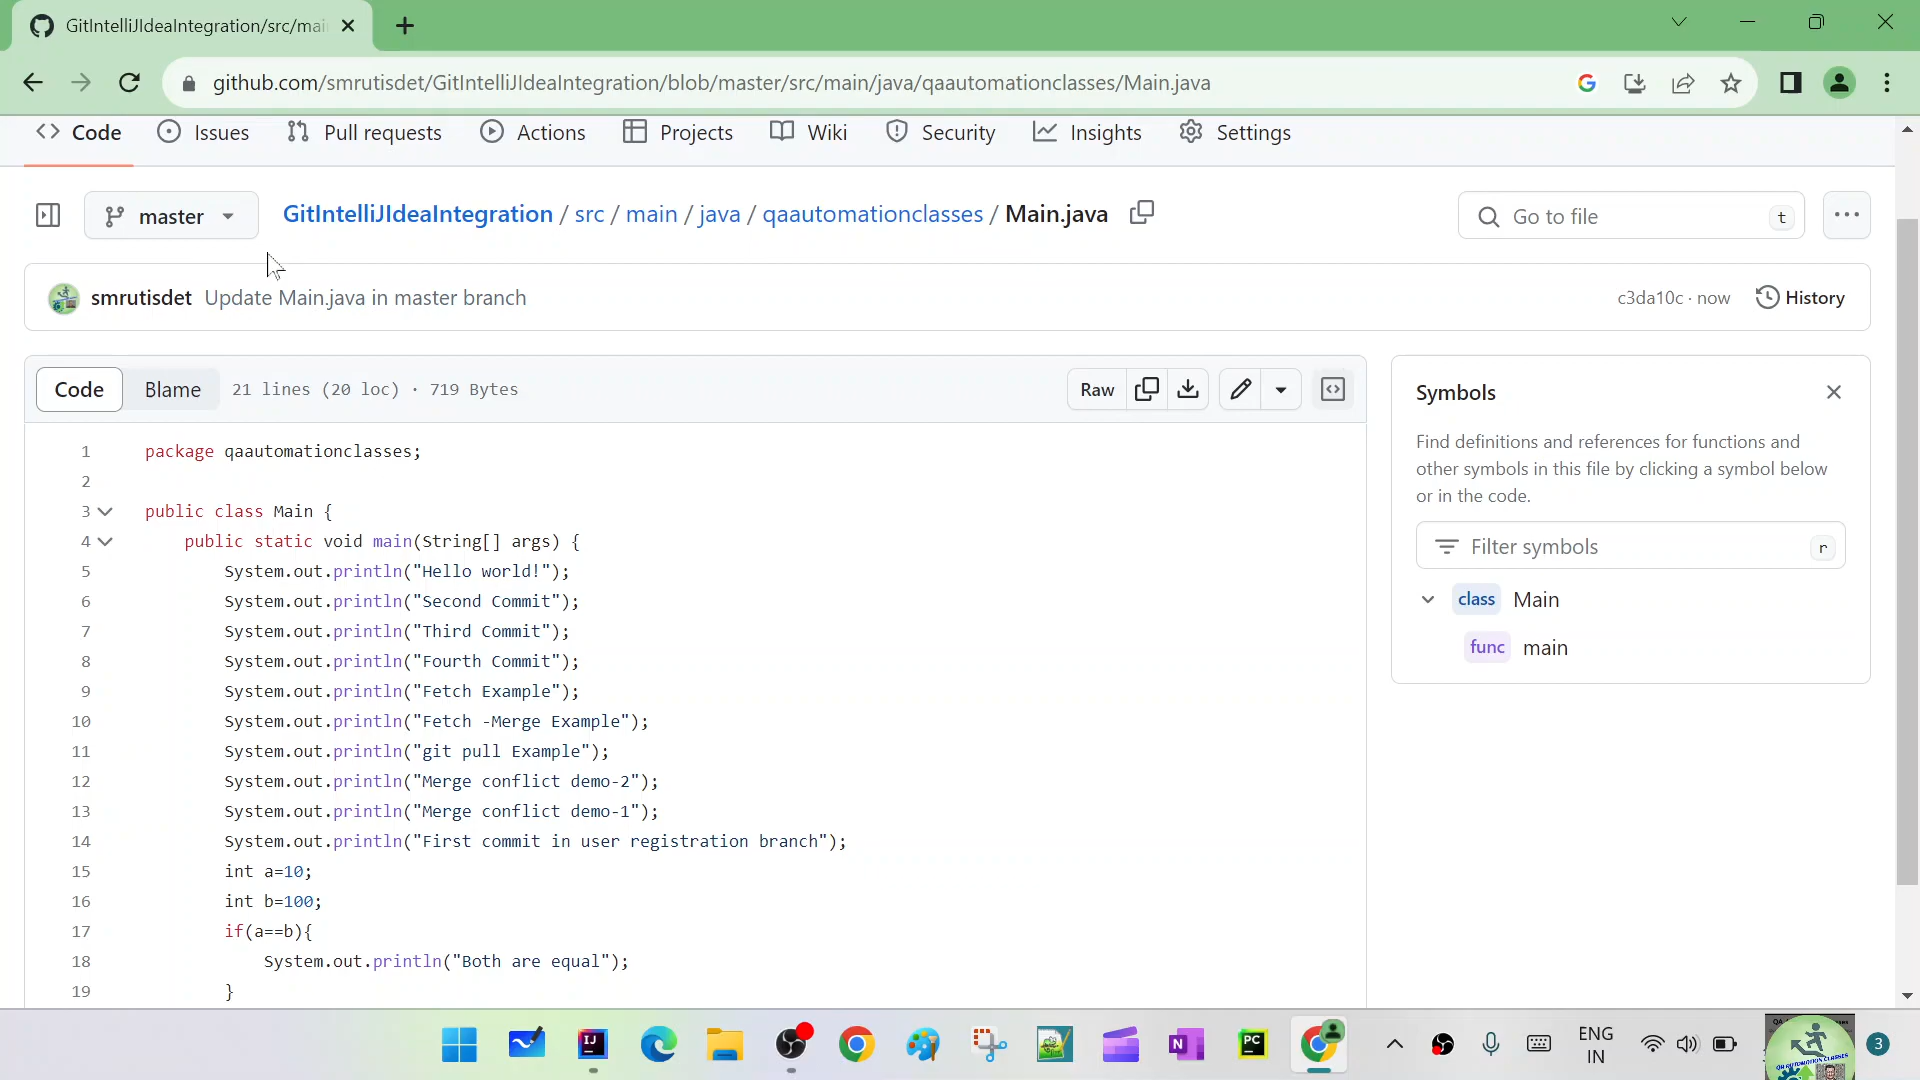 GitIntelliJIdeaIntegration/src/mai
github.com/smrutisdet/GitIntelliJIdeaIntegration/blob/master/src/main/java/qaautomationclasses/Main.java
Code Issues Pull requests Actions Projects Wiki Security Insights Settings
master GitIntelliJIdeaIntegration / src / main / java / qaautomationclasses / Main.java Go to file t
smrutisdet Update Main.java in master branch c3da10c · now History
Code Blame 21 lines (20 loc) · 719 Bytes Raw
1 package qaautomationclasses;
2
3 public class Main {
4 public static void main(String[] args) {
5 System.out.println("Hello world!");
6 System.out.println("Second Commit");
7 System.out.println("Third Commit");
8 System.out.println("Fourth Commit");
9 System.out.println("Fetch Example");
10 System.out.println("Fetch -Merge Example");
11 System.out.println("git pull Example");
12 System.out.println("Merge conflict demo-2");
13 System.out.println("Merge conflict demo-1");
14 System.out.println("First commit in user registration branch");
15 int a=10;
16 int b=100;
17 if(a==b){
18 System.out.println("Both are equal");
19 }
Symbols
Find definitions and references for functions and
other symbols in this file by clicking a symbol below
or in the code.
Filter symbols r
class Main
func main
ENG
IN
3